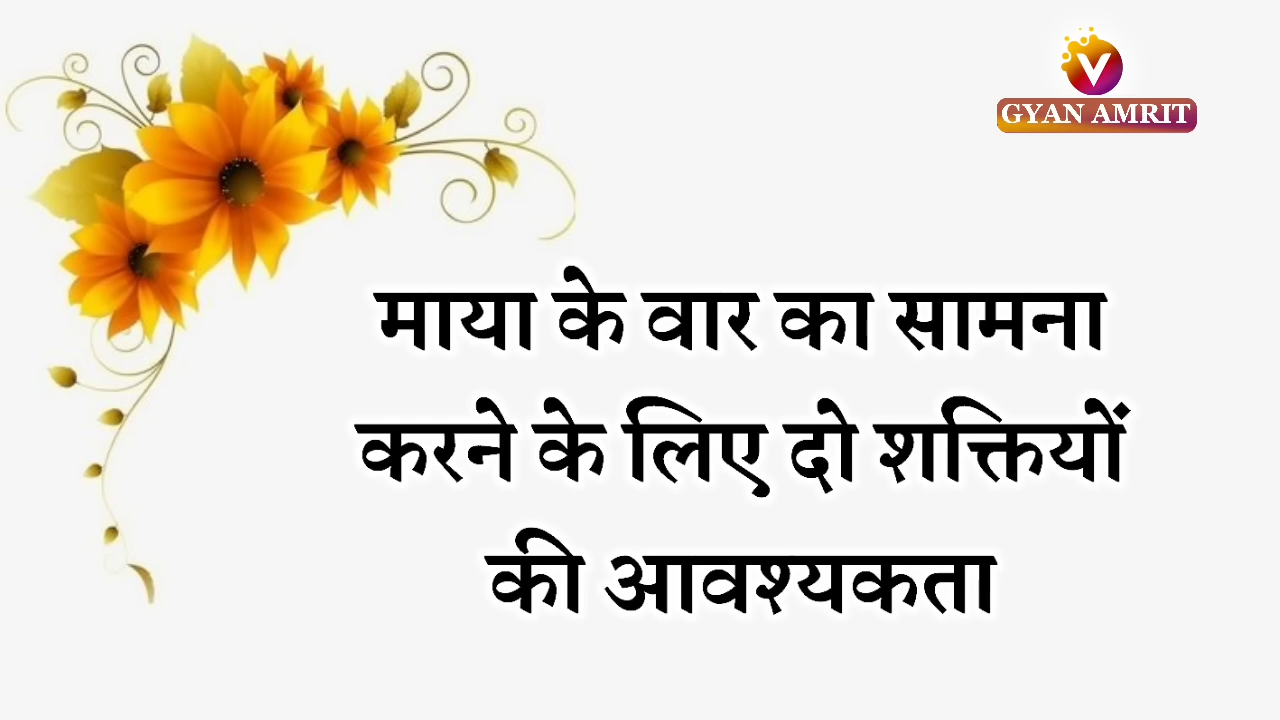 V
GYAN AMRIT
माया के वार का सामना
करने के लिए दो शक्तियों
की आवश्यकता